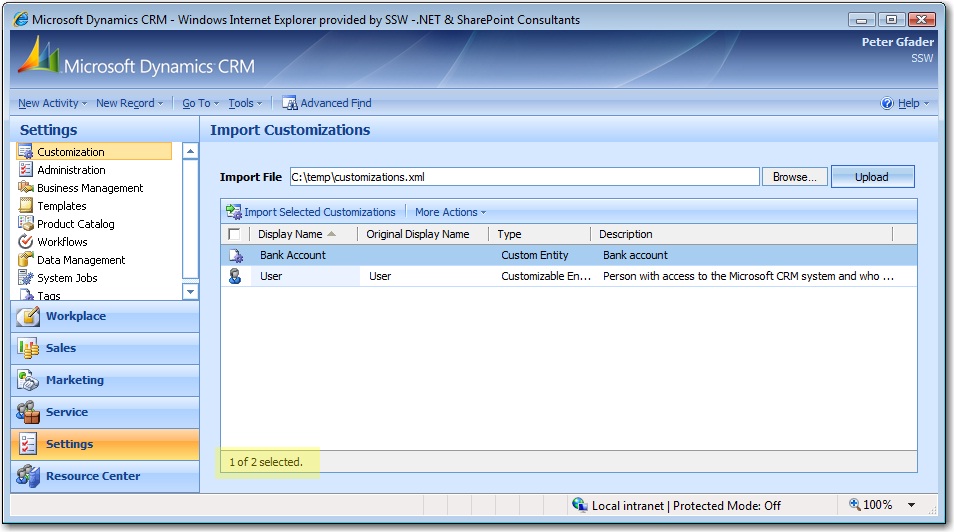 Microsoft Dynamics CRM - Windows Internet Explorer provided by SSW -.NET & SharePoint Consultants
Peter Gfader
SSW
Microsoft Dynamics CRM
New Activity New Record Go To Tools Advanced Find Help
Settings
Import Customizations
Customization
Administration
Business Management
Templates
Product Catalog
Workflows
Data Management
System Jobs
Tags
Import File C:\temp\customizations.xml Browse... Upload
Import Selected Customizations More Actions
Display Name Original Display Name Type Description
Bank Account Custom Entity Bank account
User User Customizable En... Person with access to the Microsoft CRM system and who ...
Workplace
Sales
Marketing
Service
Settings
Resource Center
1 of 2 selected.
Local intranet | Protected Mode: Off 100%